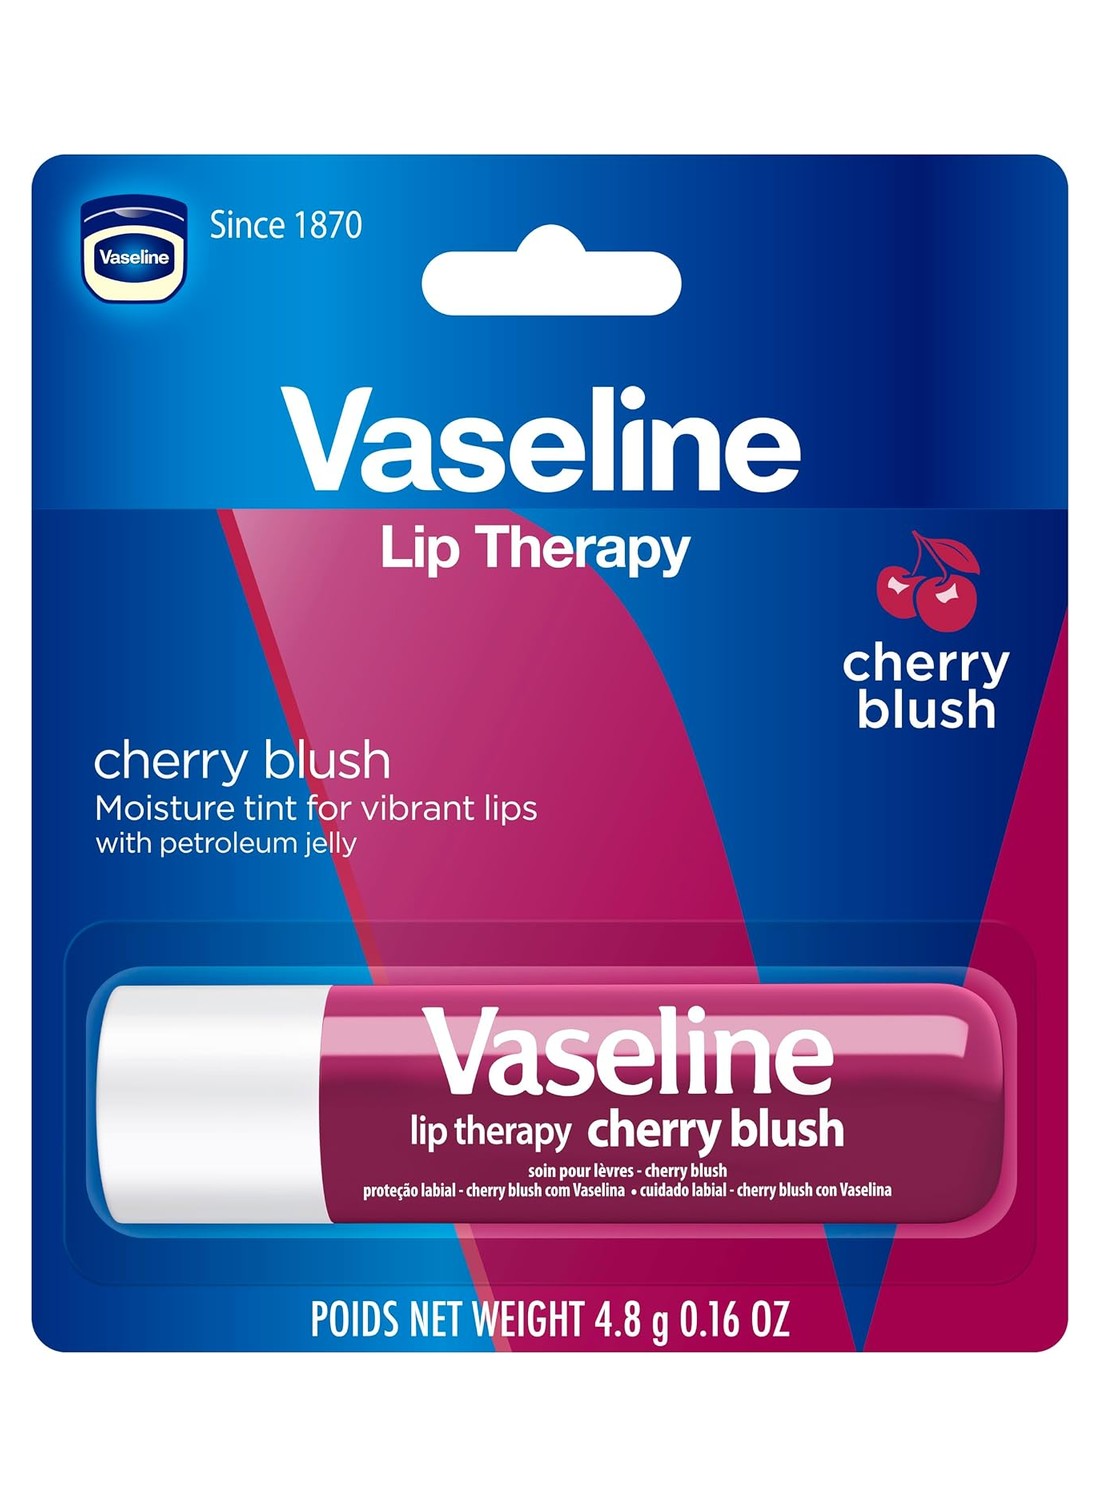 Vaseline
Since 1870
Vaseline
Lip Therapy
cherry
blush
cherry blush
Moisture tint for vibrant lips
with petroleum jelly
Vaseline
lip therapy cherry blush
soin pour lèvres - cherry blush
proteção labial - cherry blush com Vaselina • cuidado labial - cherry blush con Vaselina
POIDS NET WEIGHT 4.8 g 0.16 OZ